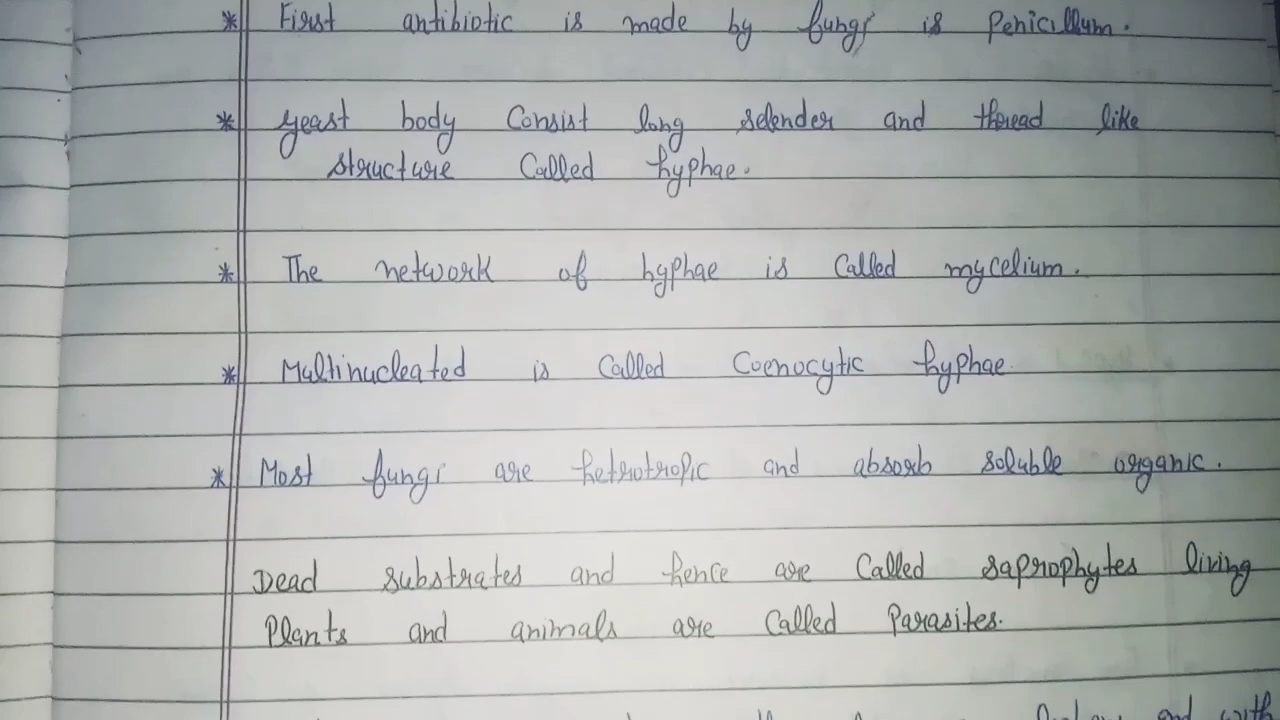 * First antibiotic is made by fungi is Penicillum.
* yeast body Consist long selender and thread like
structure Called hyphae.
* The network of hyphae is Called mycelium.
* Multinucleated is Called Coenocytic hyphae.
* Most fungi are hetrotropic and absorb soluble organic.
Dead substrates and hence are Called saprophytes living
Plants and animals are Called Parasites.
and with